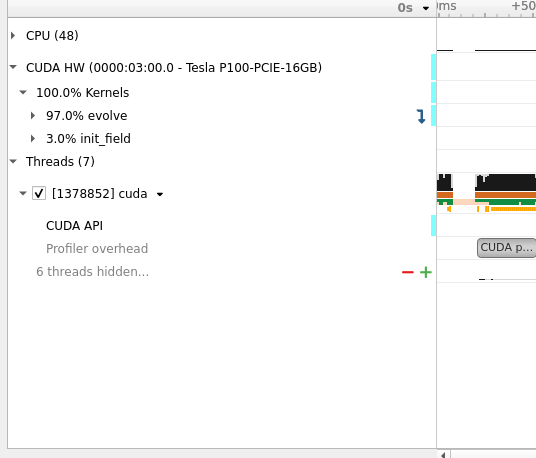 0s
0ms +50
CPU (48)
CUDA HW (0000:03:00.0 - Tesla P100-PCIE-16GB)
100.0% Kernels
97.0% evolve
3.0% init_field
Threads (7)
[1378852] cuda
CUDA API
Profiler overhead
CUDA p...
6 threads hidden...